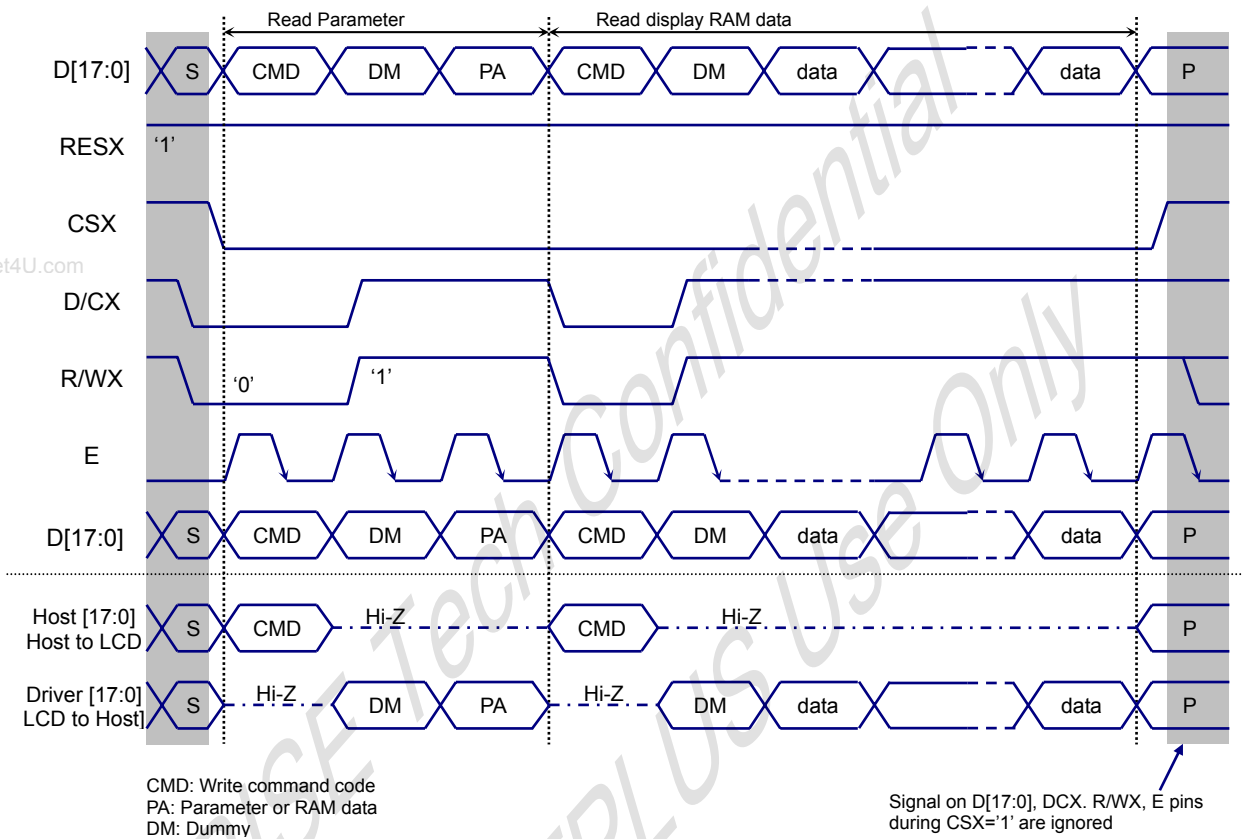 Read Parameter Read display RAM data
D[17:0] S CMD DM PA CMD DM data data P
RESX '1'
CSX
et4U.com
D/CX
R/WX '0' '1'
E
D[17:0] S CMD DM PA CMD DM data data P
Host [17:0] S CMD Hi-Z CMD Hi-Z P
Host to LCD
Driver [17:0] S Hi-Z DM PA Hi-Z DM data data P
LCD to Host]
CMD: Write command code
PA: Parameter or RAM data
DM: Dummy
Signal on D[17:0], DCX. R/WX, E pins
during CSX='1' are ignored
Tech Confidential
Use Only